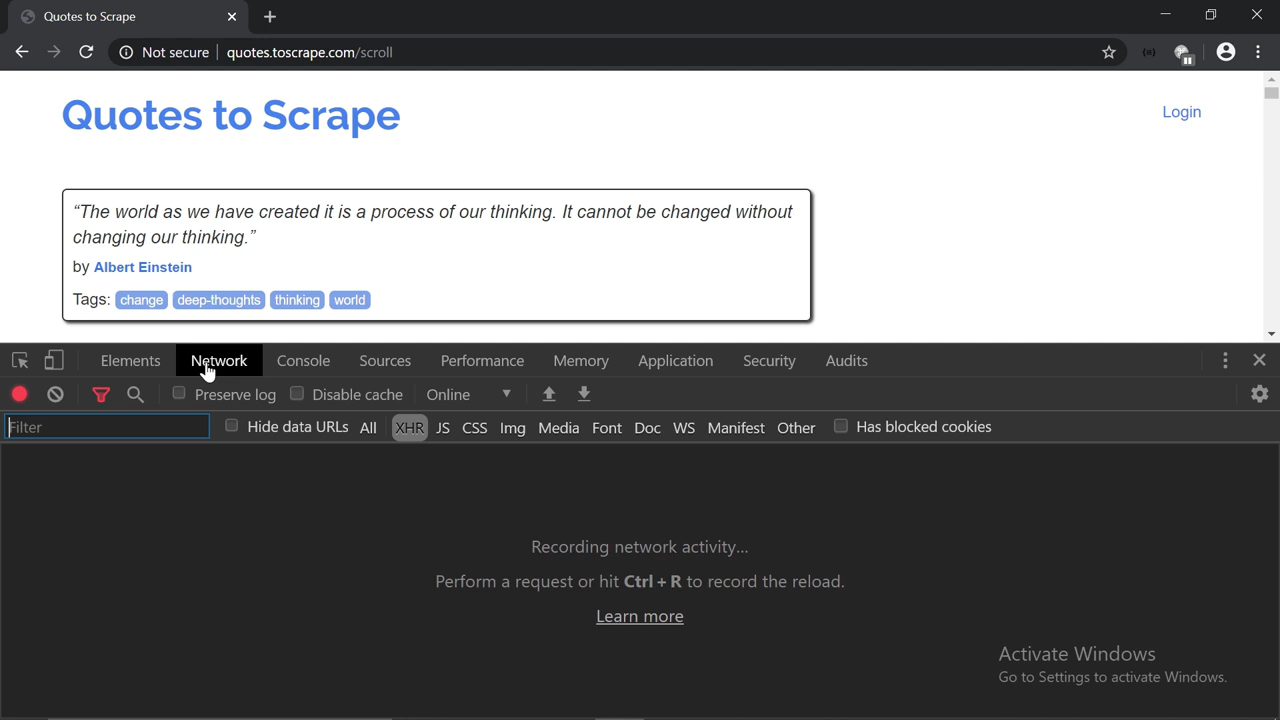 Quotes to Scrape
Not secure quotes.toscrape.com/scroll
Quotes to Scrape
Login
“The world as we have created it is a process of our thinking. It cannot be changed without
changing our thinking.”
by Albert Einstein
Tags: change deep-thoughts thinking world
Elements Network Console Sources Performance Memory Application Security Audits
Preserve log Disable cache Online
Filter Hide data URLs All XHR JS CSS Img Media Font Doc WS Manifest Other Has blocked cookies
Recording network activity...
Perform a request or hit Ctrl + R to record the reload.
Learn more
Activate Windows
Go to Settings to activate Windows.